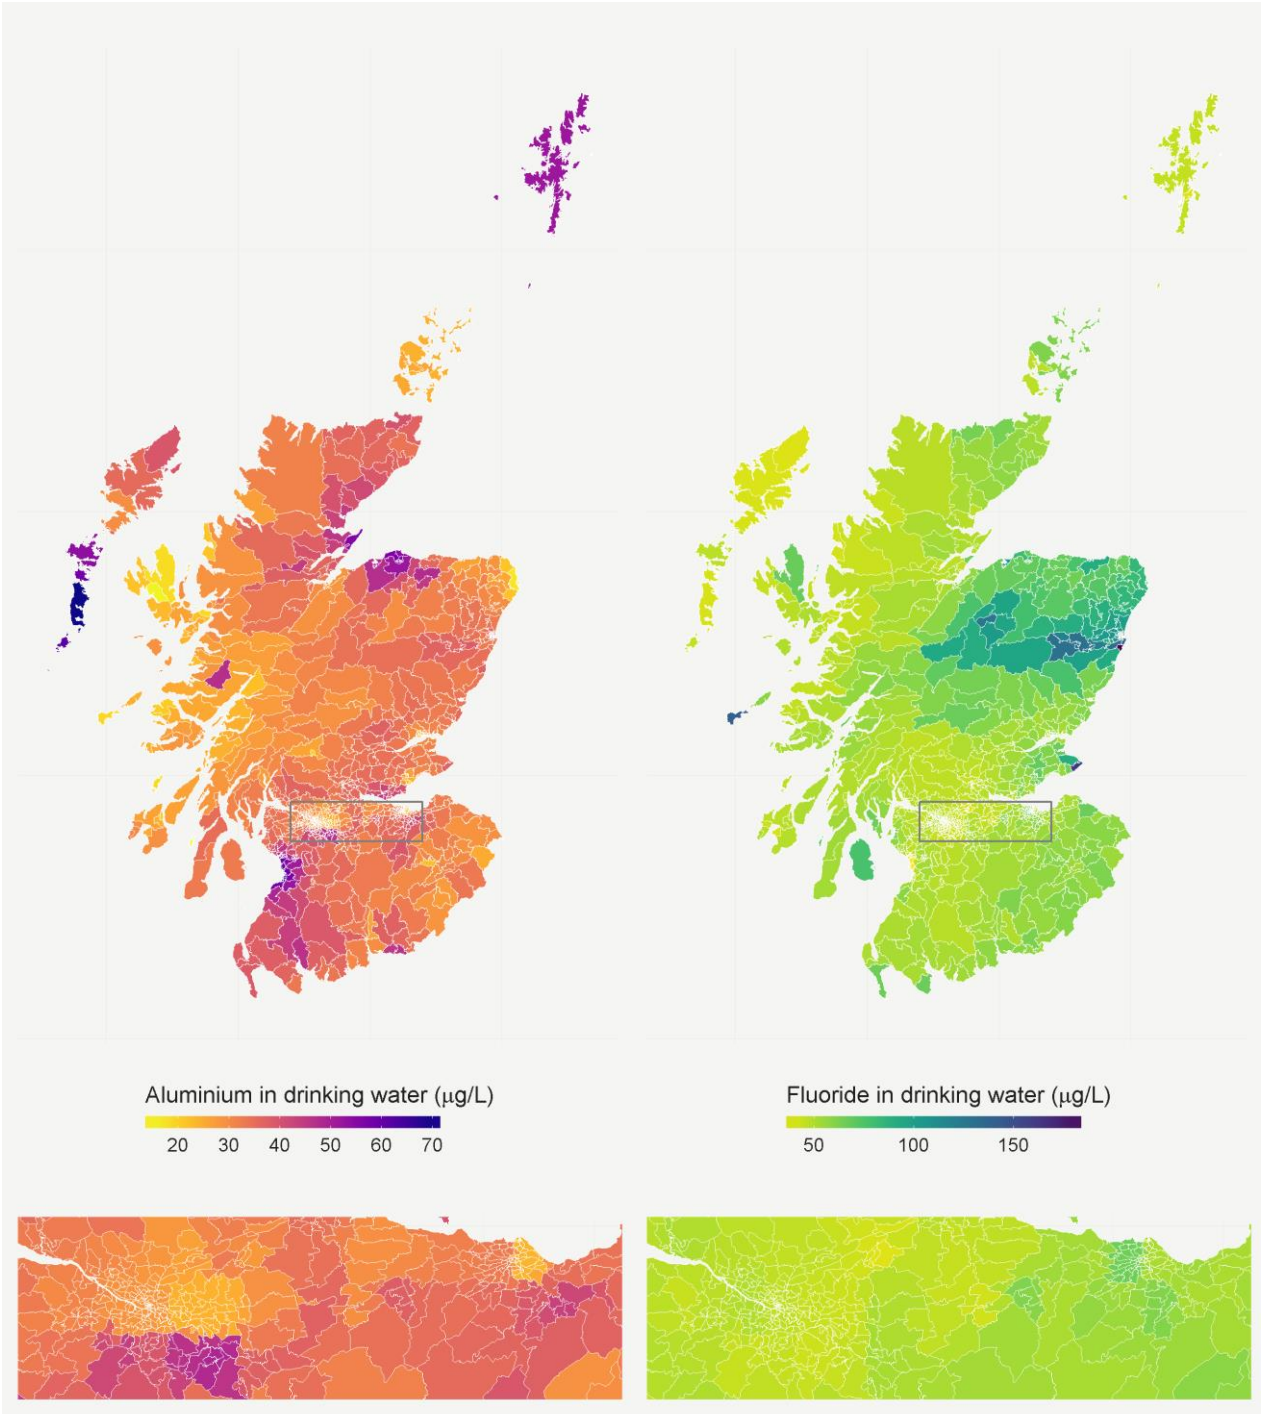 Aluminium in drinking water (μg/L)
20 30 40 50 60 70
Fluoride in drinking water (μg/L)
50 100 150